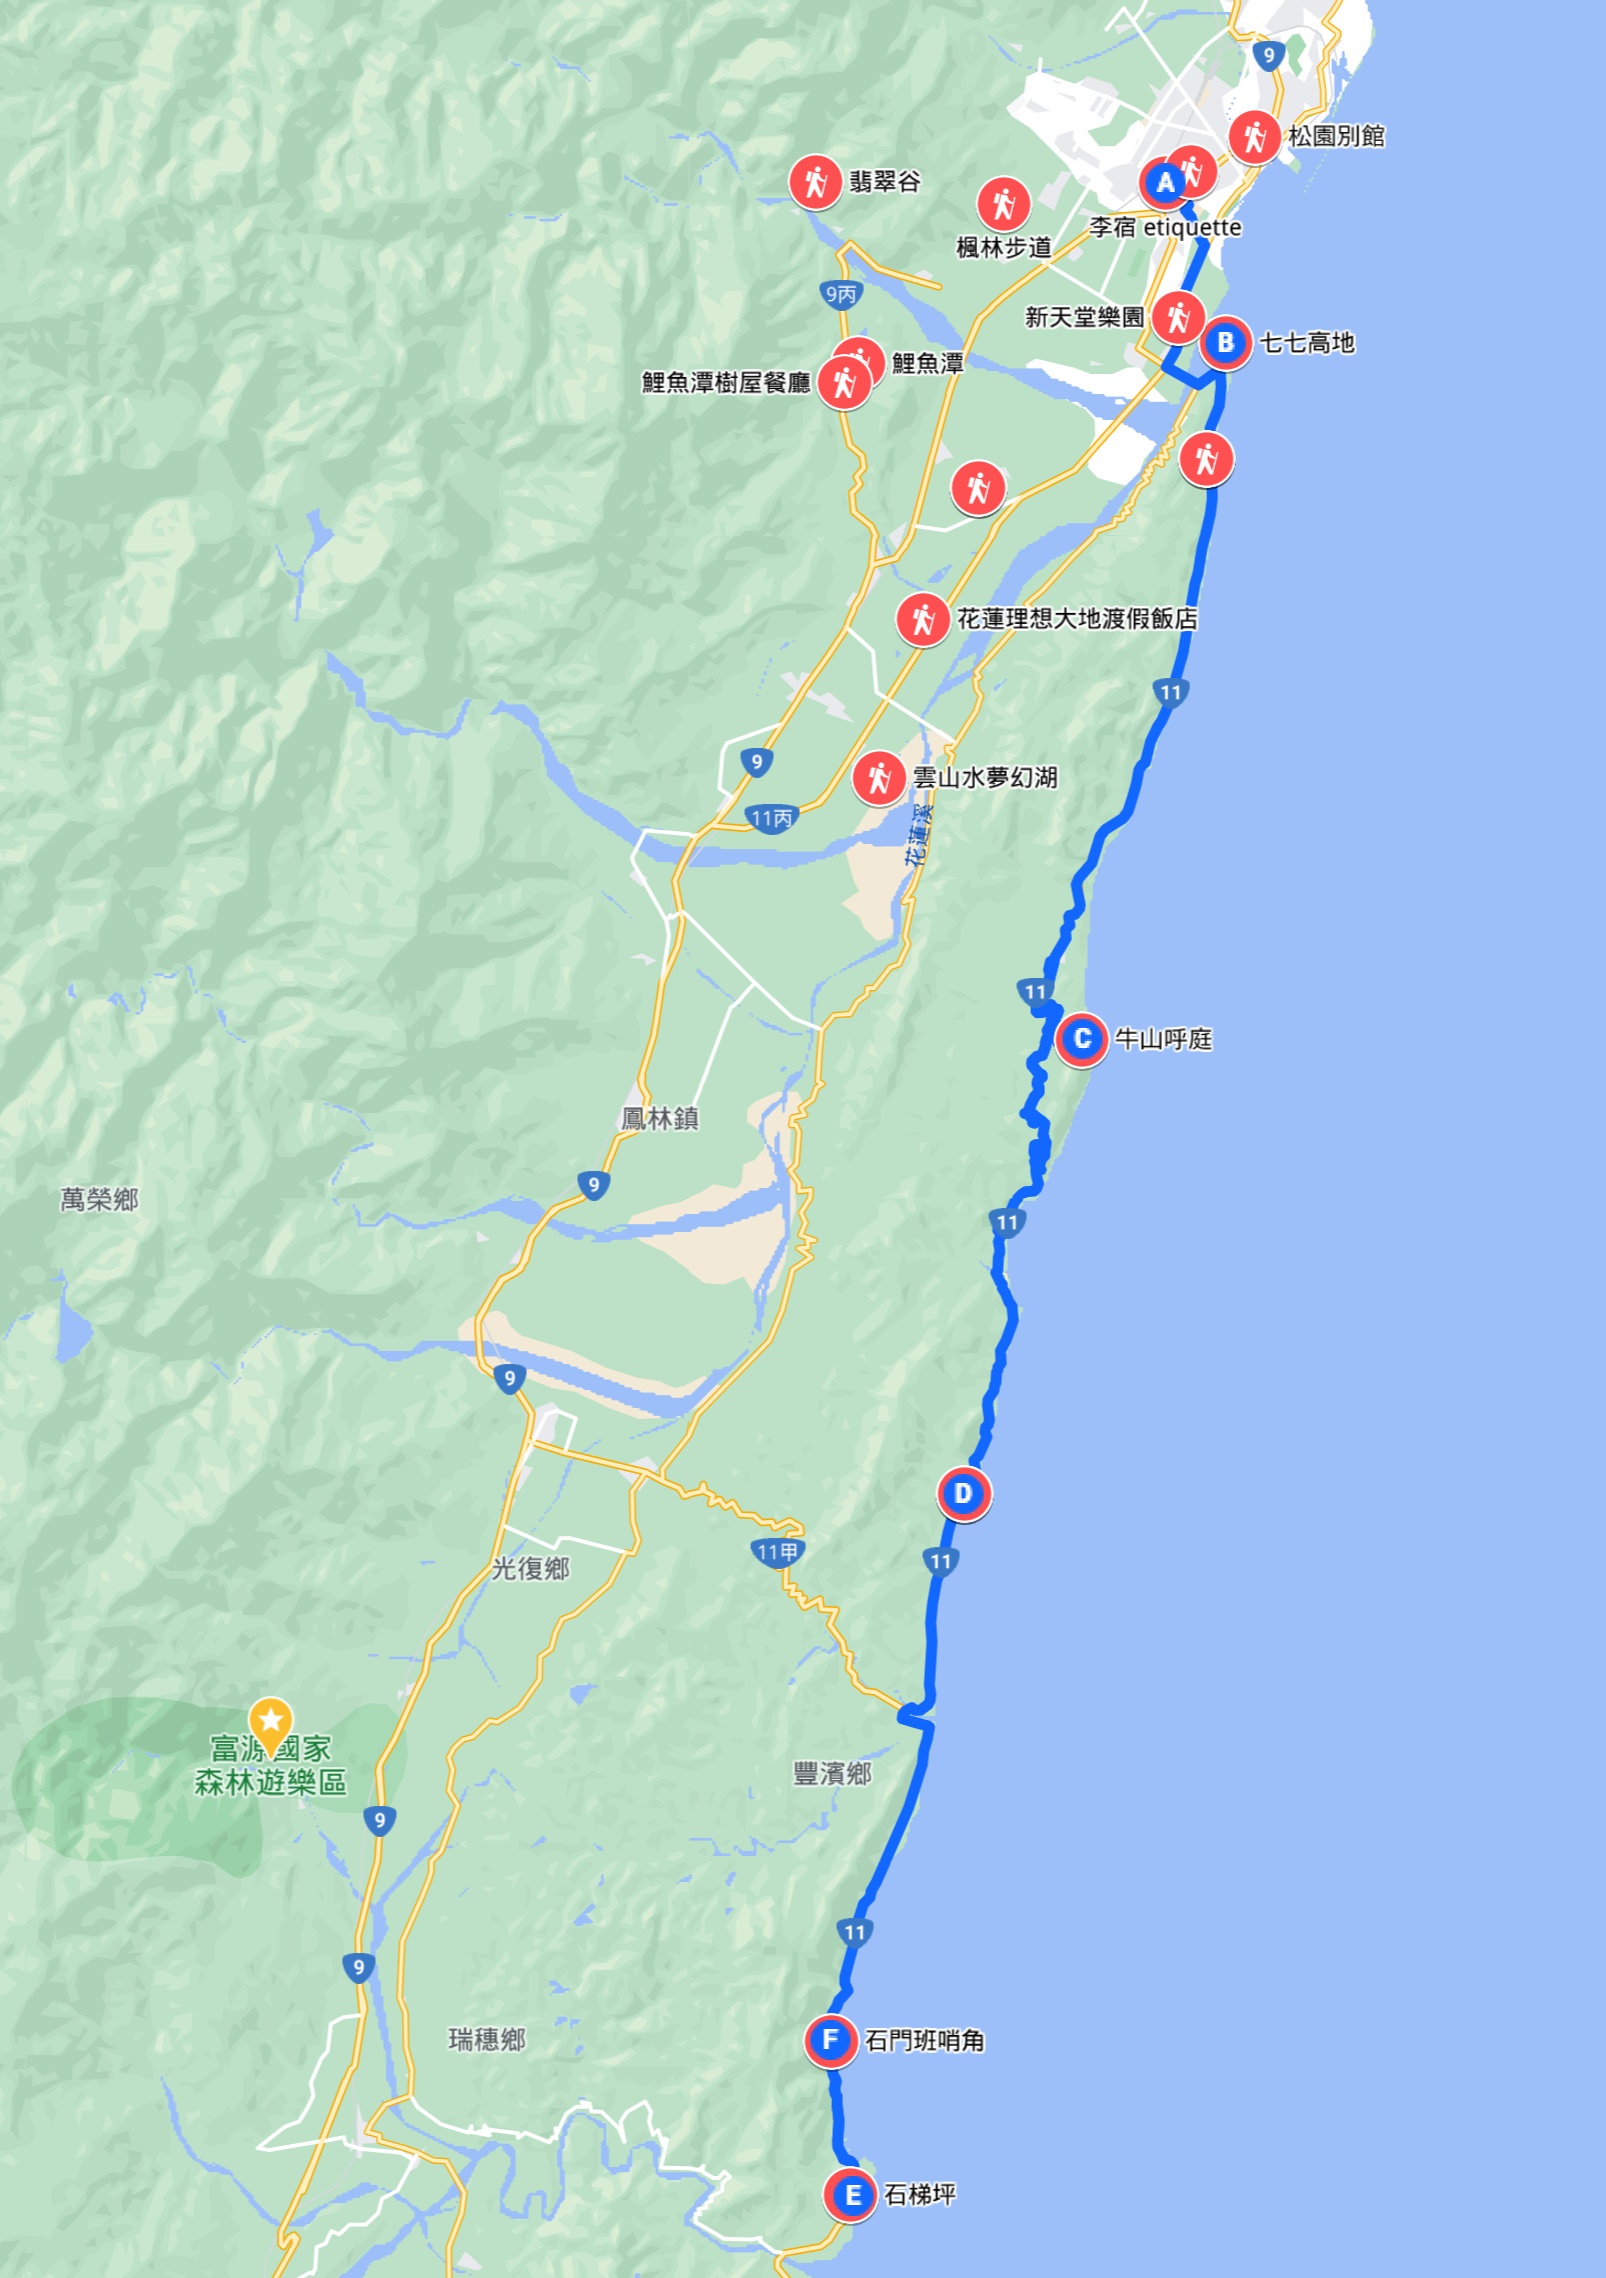 9
松園別館
翡翠谷
A
楓林步道
李宿 etiquette
9丙
新天堂樂園
B
七七高地
鯉魚潭
鯉魚潭樹屋餐廳
花蓮理想大地渡假飯店
11
9
雲山水夢幻湖
11丙
花蓮溪
11
C
牛山呼庭
鳳林鎮
9
萬榮鄉
11
9
D
11甲
11
光復鄉
富源國家
森林遊樂區
豐濱鄉
9
11
9
瑞穗鄉
F
石門班哨角
E
石梯坪